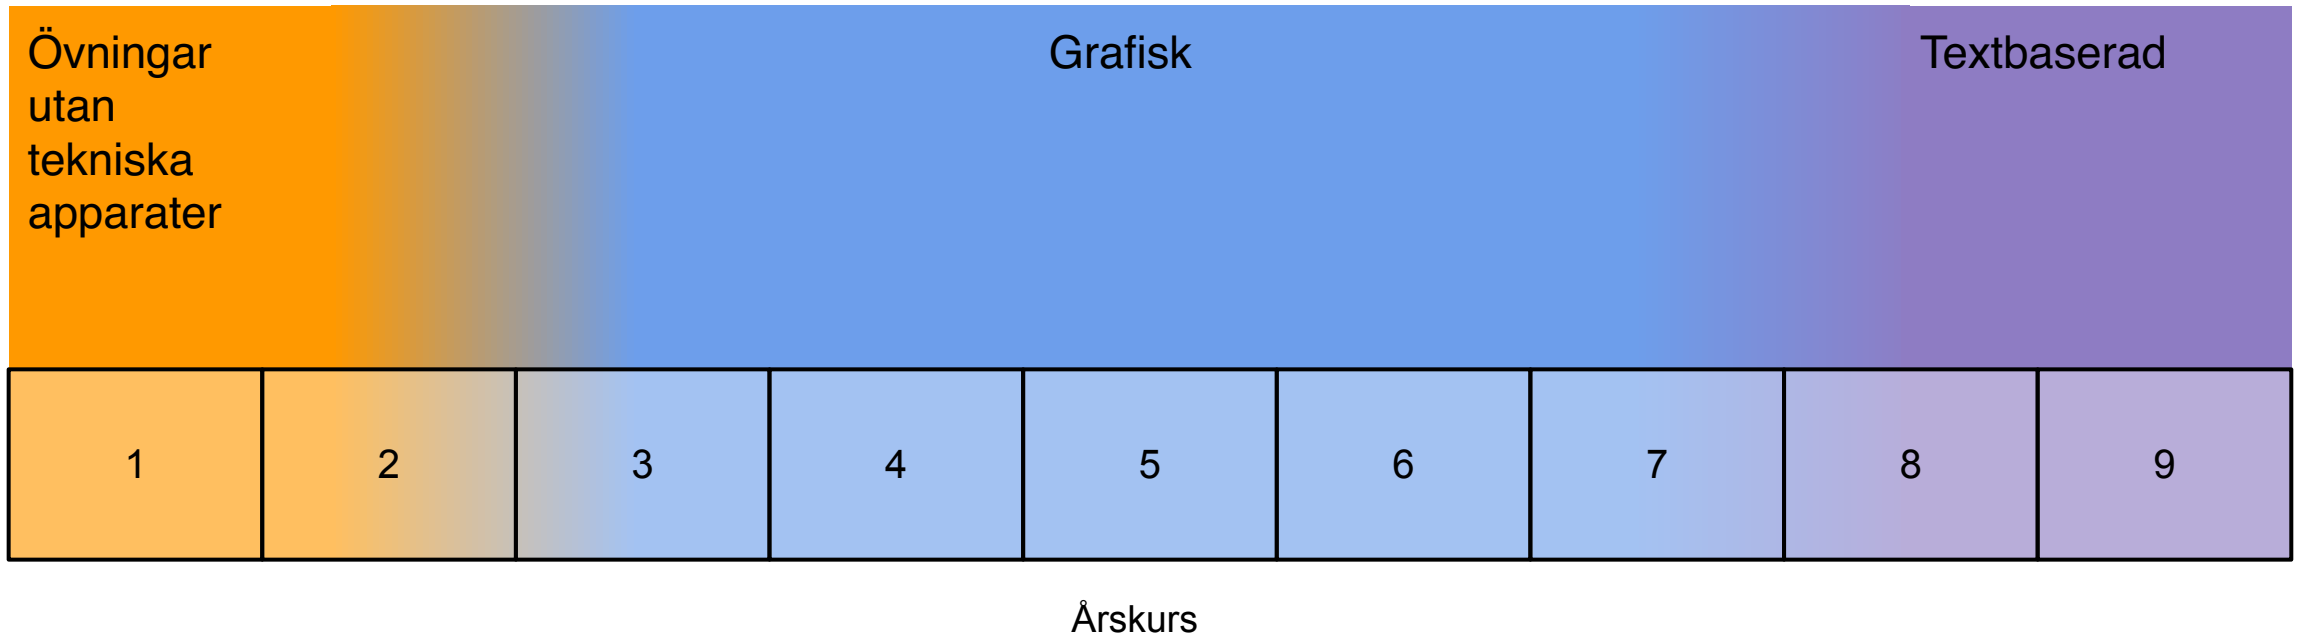 Övningar
utan
tekniska
apparater
Grafisk
Textbaserad
1 2 3 4 5 6 7 8 9
Årskurs